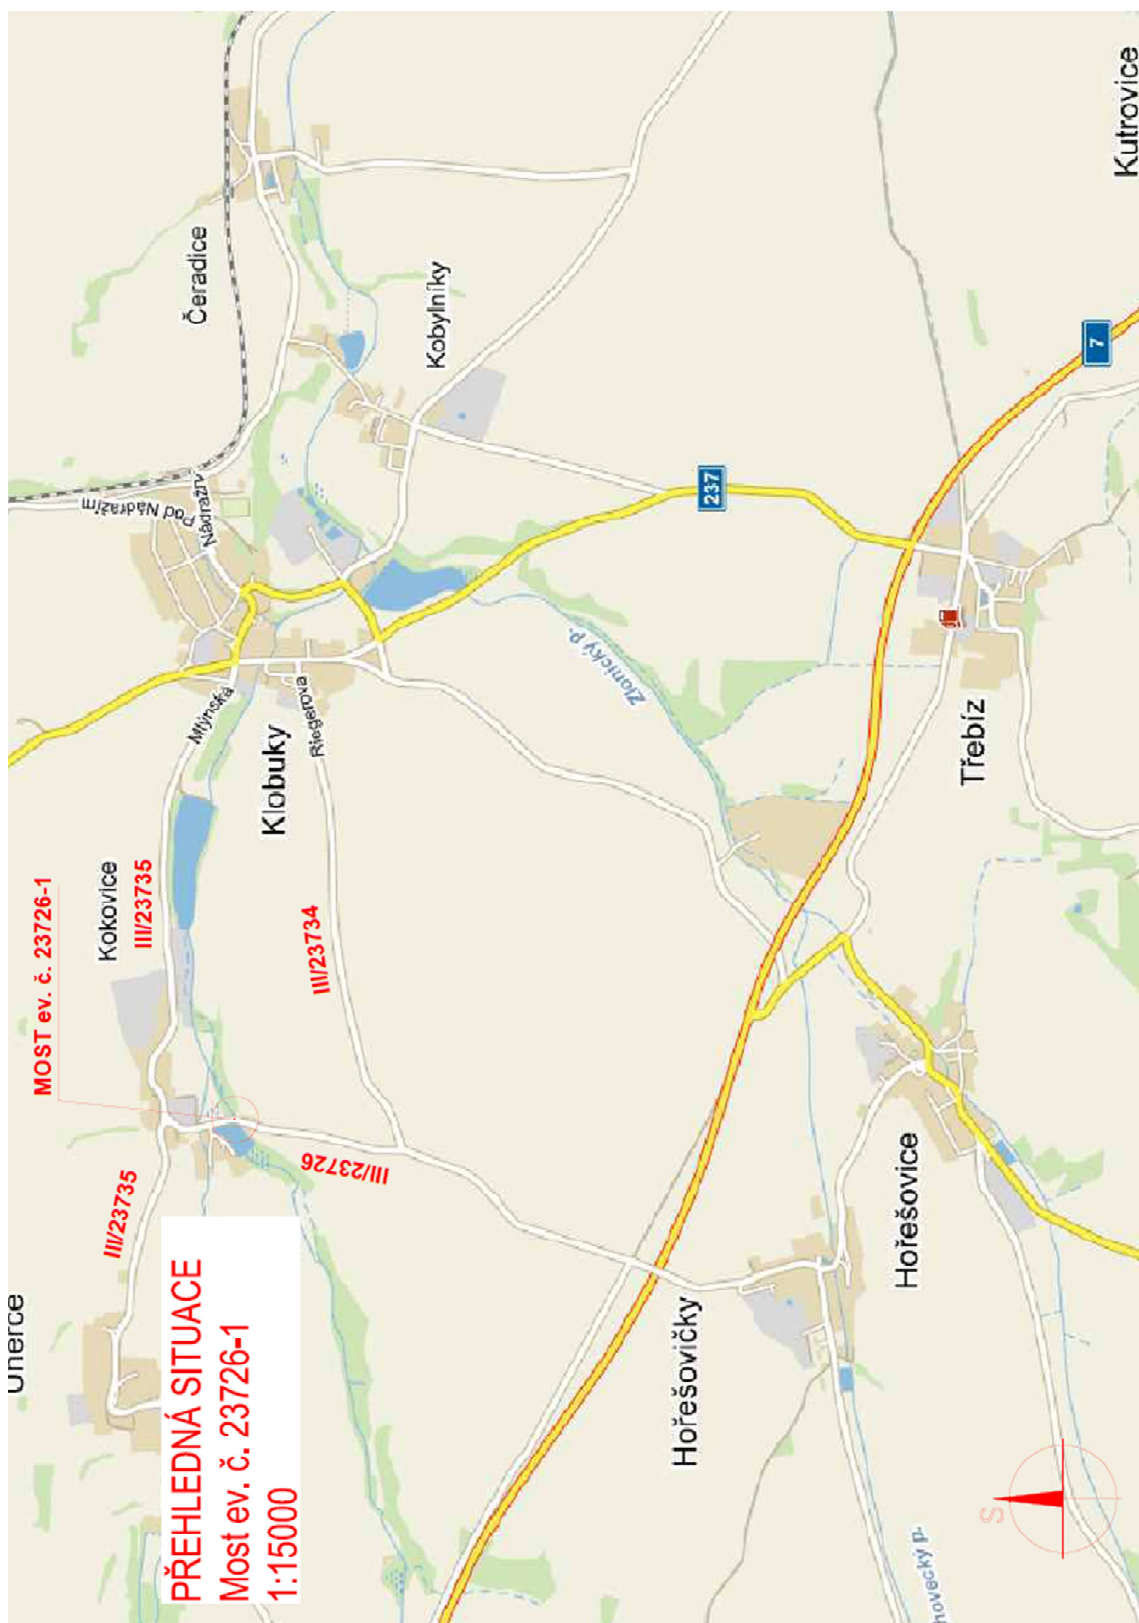 PŘEHLEDNÁ SITUACE
Most ev. č. 23726-1
1:15000
MOST ev. č. 23726-1
Kokovice
III/23735
III/23735
III/23734
III/23726
Klobuky
Mlýnská
Riegerova
Nádražní
Pod Nádražím
Čeradice
Kobylníky
237
7
Kutrovice
Zlonický p.
Třebíz
Hořešovice
Hořešovičky
hovecký p.
S